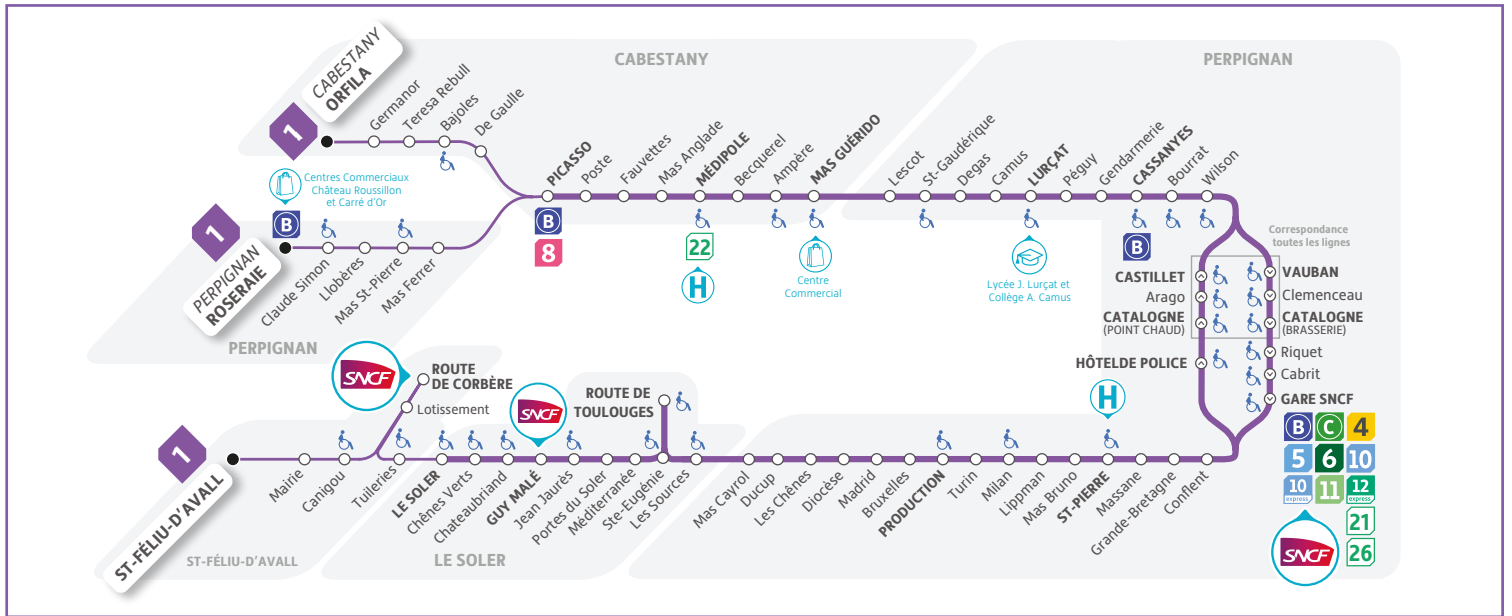 CABESTANY
PERPIGNAN
1
CABESTANY
ORFILA
Germanor
Teresa Rebull
Bajoles
De Gaulle
Centres Commerciaux
Château Roussillon
et Carré d'Or
B
1
PERPIGNAN
ROSERAIE
Claude Simon
Llobères
Mas St-Pierre
Mas Ferrer
PERPIGNAN
PICASSO
B
8
Poste
Fauvettes
Mas Anglade
MÉDIPOLE
22
H
Becquerel
Ampère
MAS GUÉRIDO
Centre
Commercial
Lescot
St-Gaudérique
Degas
Camus
LURÇAT
Lycée J. Lurçat et
Collège A. Camus
Péguy
Gendarmerie
CASSANYES
B
Bourrat
Wilson
Correspondance
toutes les lignes
CASTILLET
Arago
CATALOGNE
(POINT CHAUD)
HÔTELDE POLICE
VAUBAN
Clemenceau
CATALOGNE
(BRASSERIE)
Riquet
Cabrit
GARE SNCF
B C 4
5 6 10
10 express 11 12 express
21
SNCF
26
H
SNCF
ROUTE
DE CORBÈRE
Lotissement
SNCF
ROUTE DE
TOULOUGES
1
ST-FÉLIU-D'AVALL
Mairie
Canigou
Tuileries
LE SOLER
Chênes Verts
Chateaubriand
GUY MALÉ
Jean Jaurès
Portes du Soler
Méditerranée
Ste-Eugénie
Les Sources
Mas Cayrol
Ducup
Les Chênes
Diocèse
Madrid
Bruxelles
PRODUCTION
Turin
Milan
Lippman
Mas Bruno
ST-PIERRE
Massane
Grande-Bretagne
Conflent
ST-FÉLIU-D'AVALL
LE SOLER